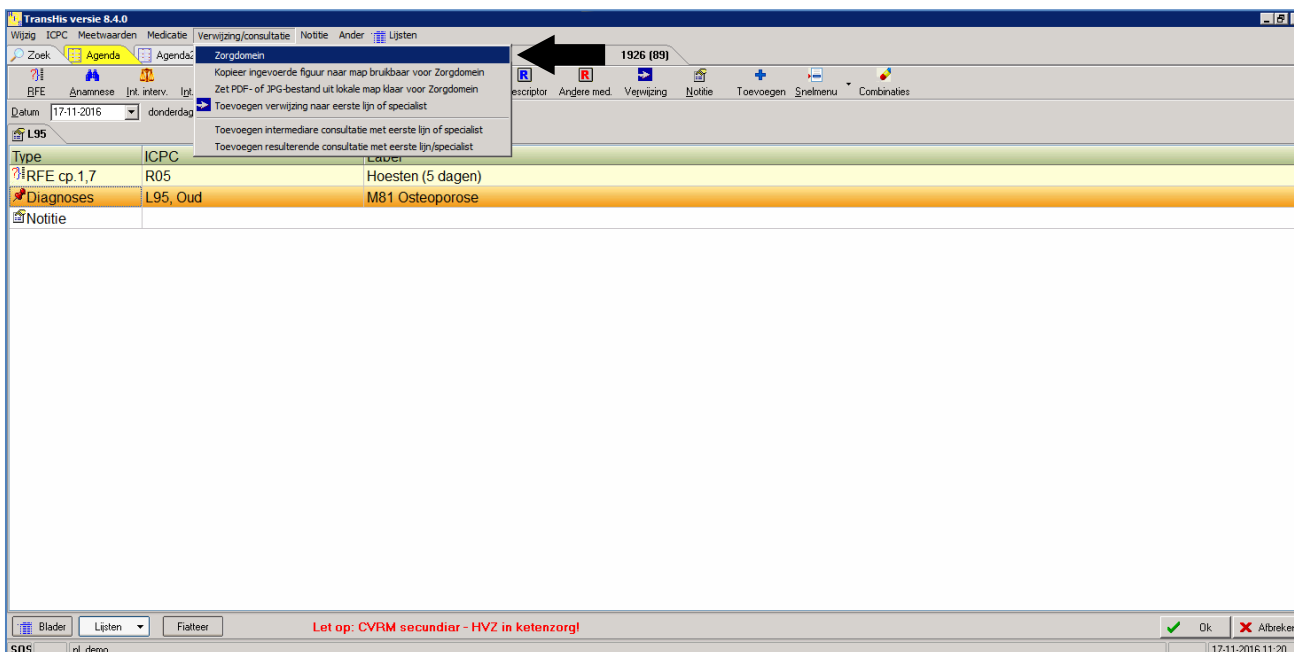 TransHis versie 8.4.0
Wijzig ICPC Meetwaarden Medicatie Verwijzing/consultatie Notitie Ander Lijsten
Zoek Agenda Agenda2 1926 (89)
Zorgdomein
Kopieer ingevoerde figuur naar map bruikbaar voor Zorgdomein
Zet PDF- of JPG-bestand uit lokale map klaar voor Zorgdomein
Toevoegen verwijzing naar eerste lijn of specialist
Toevoegen intermediare consultatie met eerste lijn of specialist
Toevoegen resulterende consultatie met eerste lijn/specialist
RFE Anamnese Int. interv. Int. escriptor Andere med. Verwijzing Notitie Toevoegen Snelmenu Combinaties
Datum 17-11-2016 donderdag
L95
Type ICPC Label
RFE cp.1,7 R05 Hoesten (5 dagen)
Diagnoses L95, Oud M81 Osteoporose
Notitie
Blader Lijsten Fiatteer Let op: CVRM secundiar - HVZ in ketenzorg! Ok Afbreken
SOS pl. demo 17-11-2016 11:20